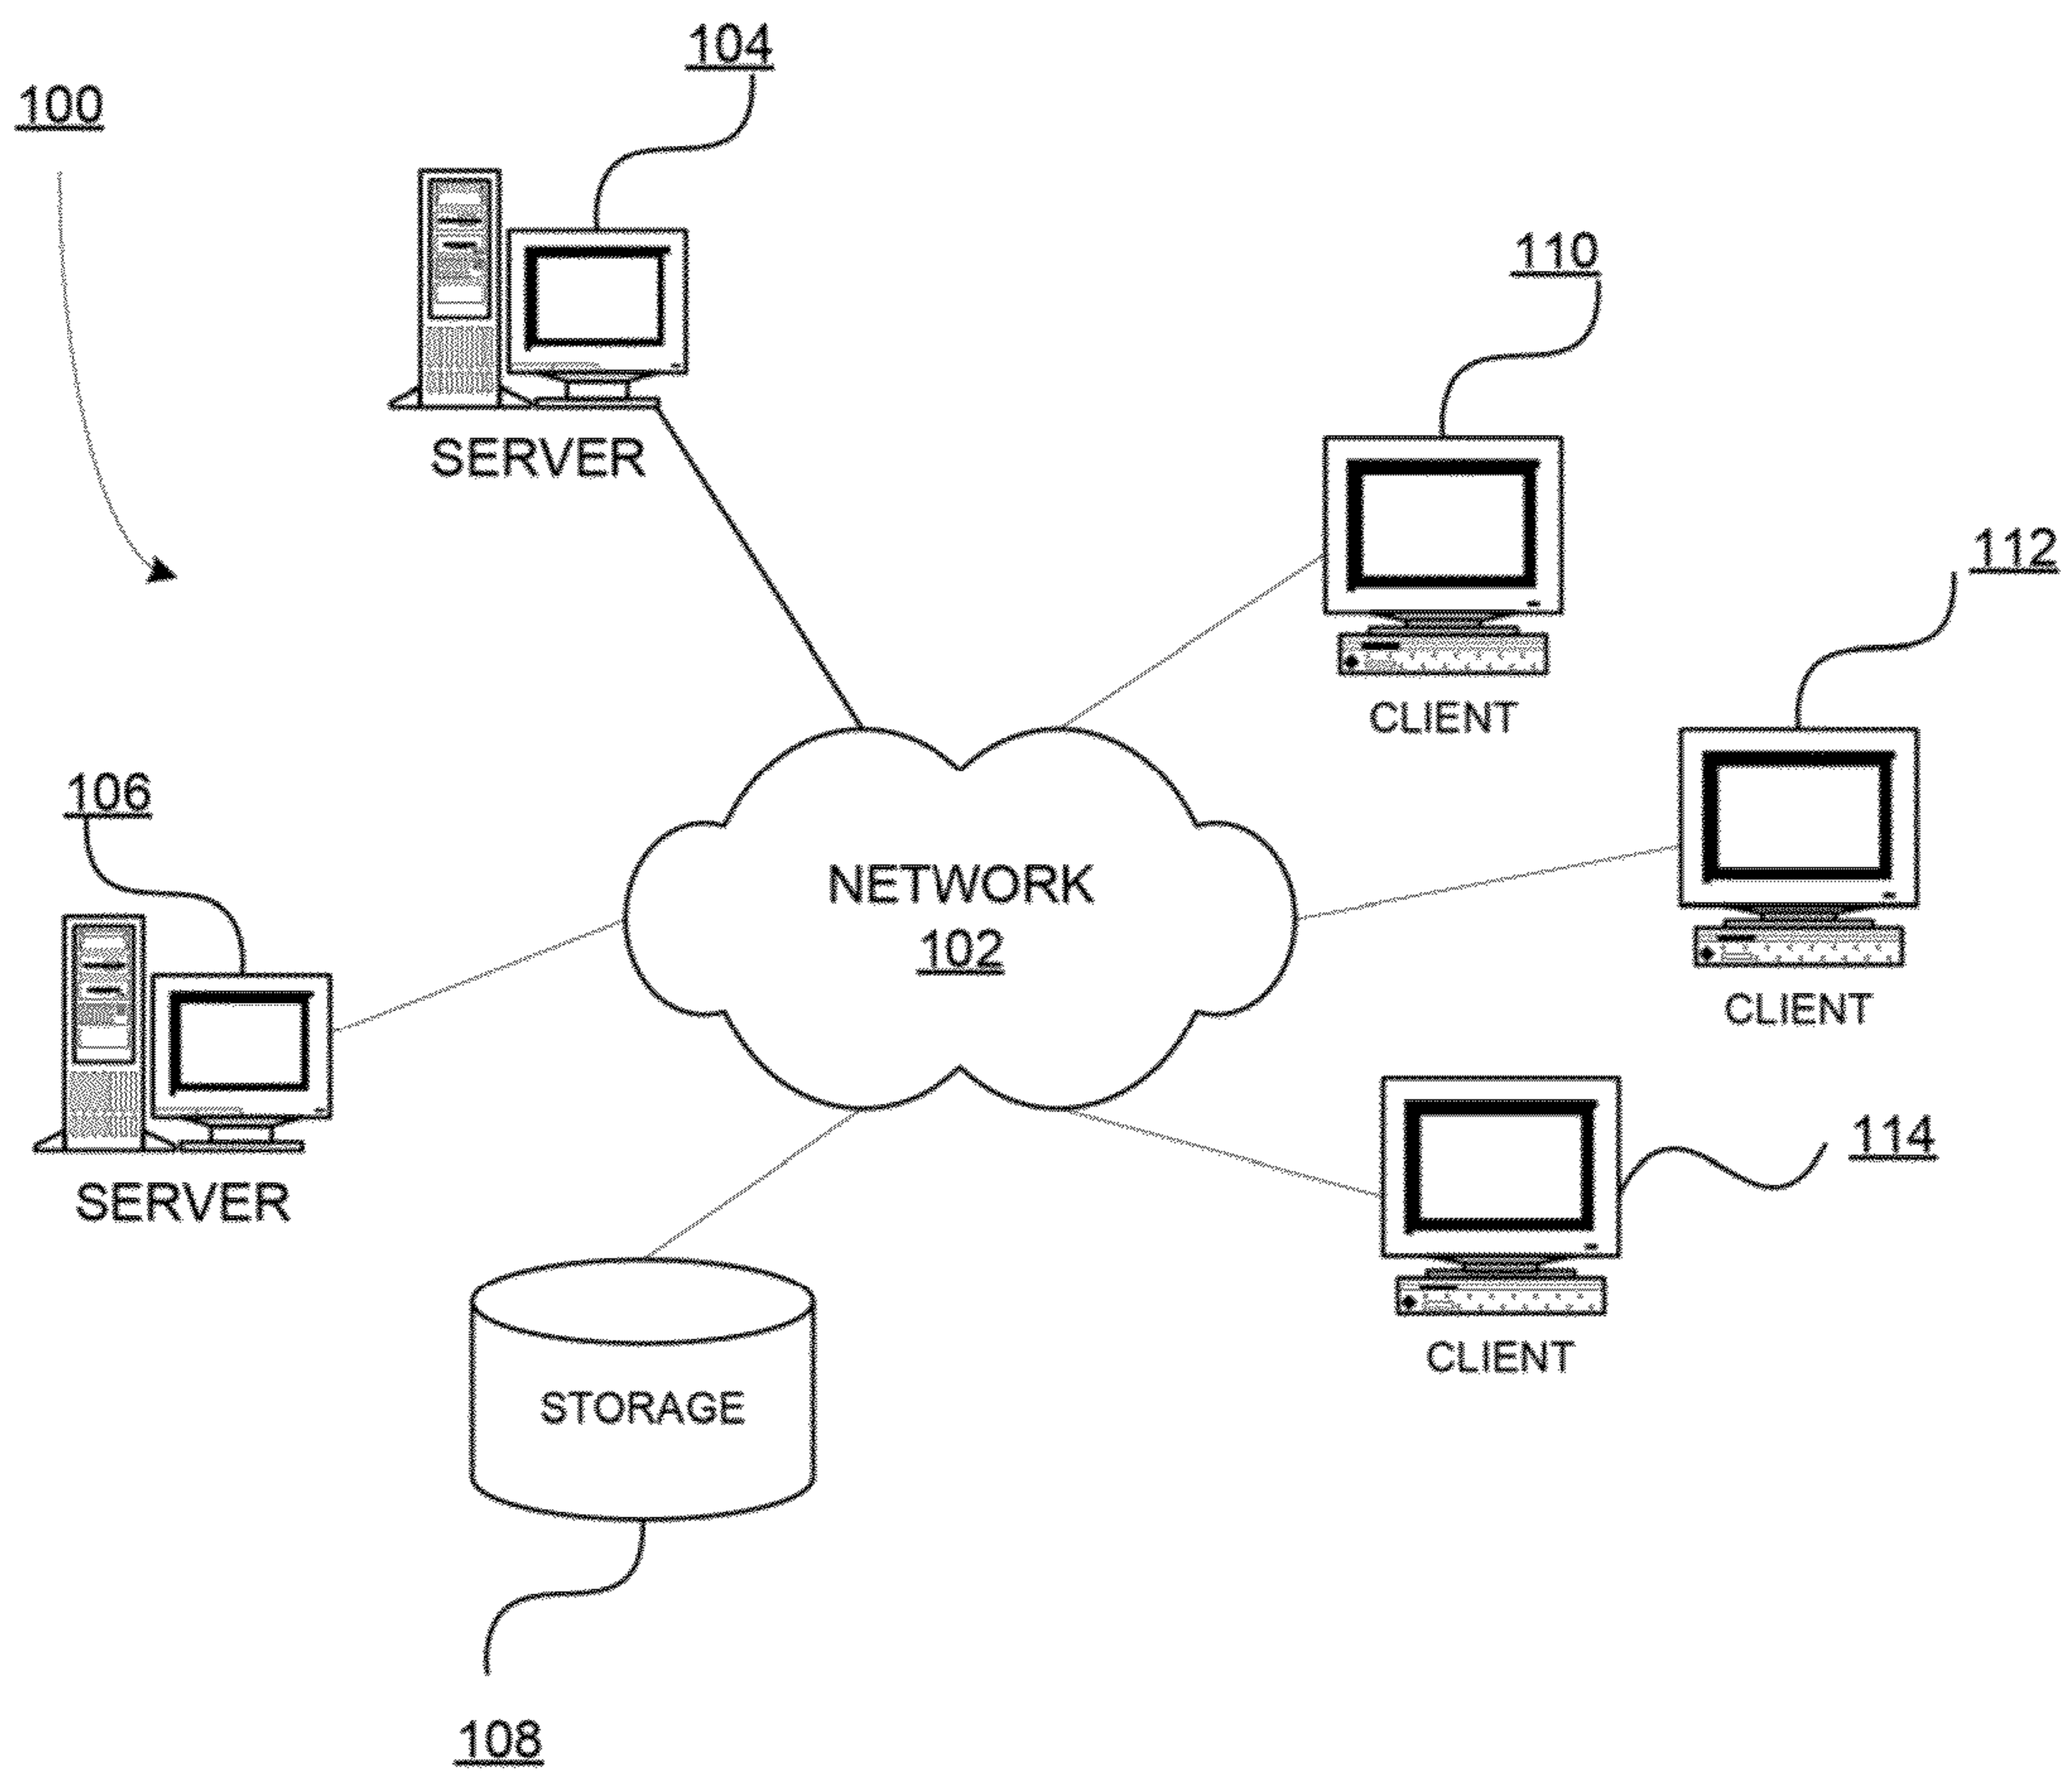 104
100
SERVER
110
CLIENT
112
CLIENT
106
SERVER
NETWORK
102
114
CLIENT
STORAGE
108